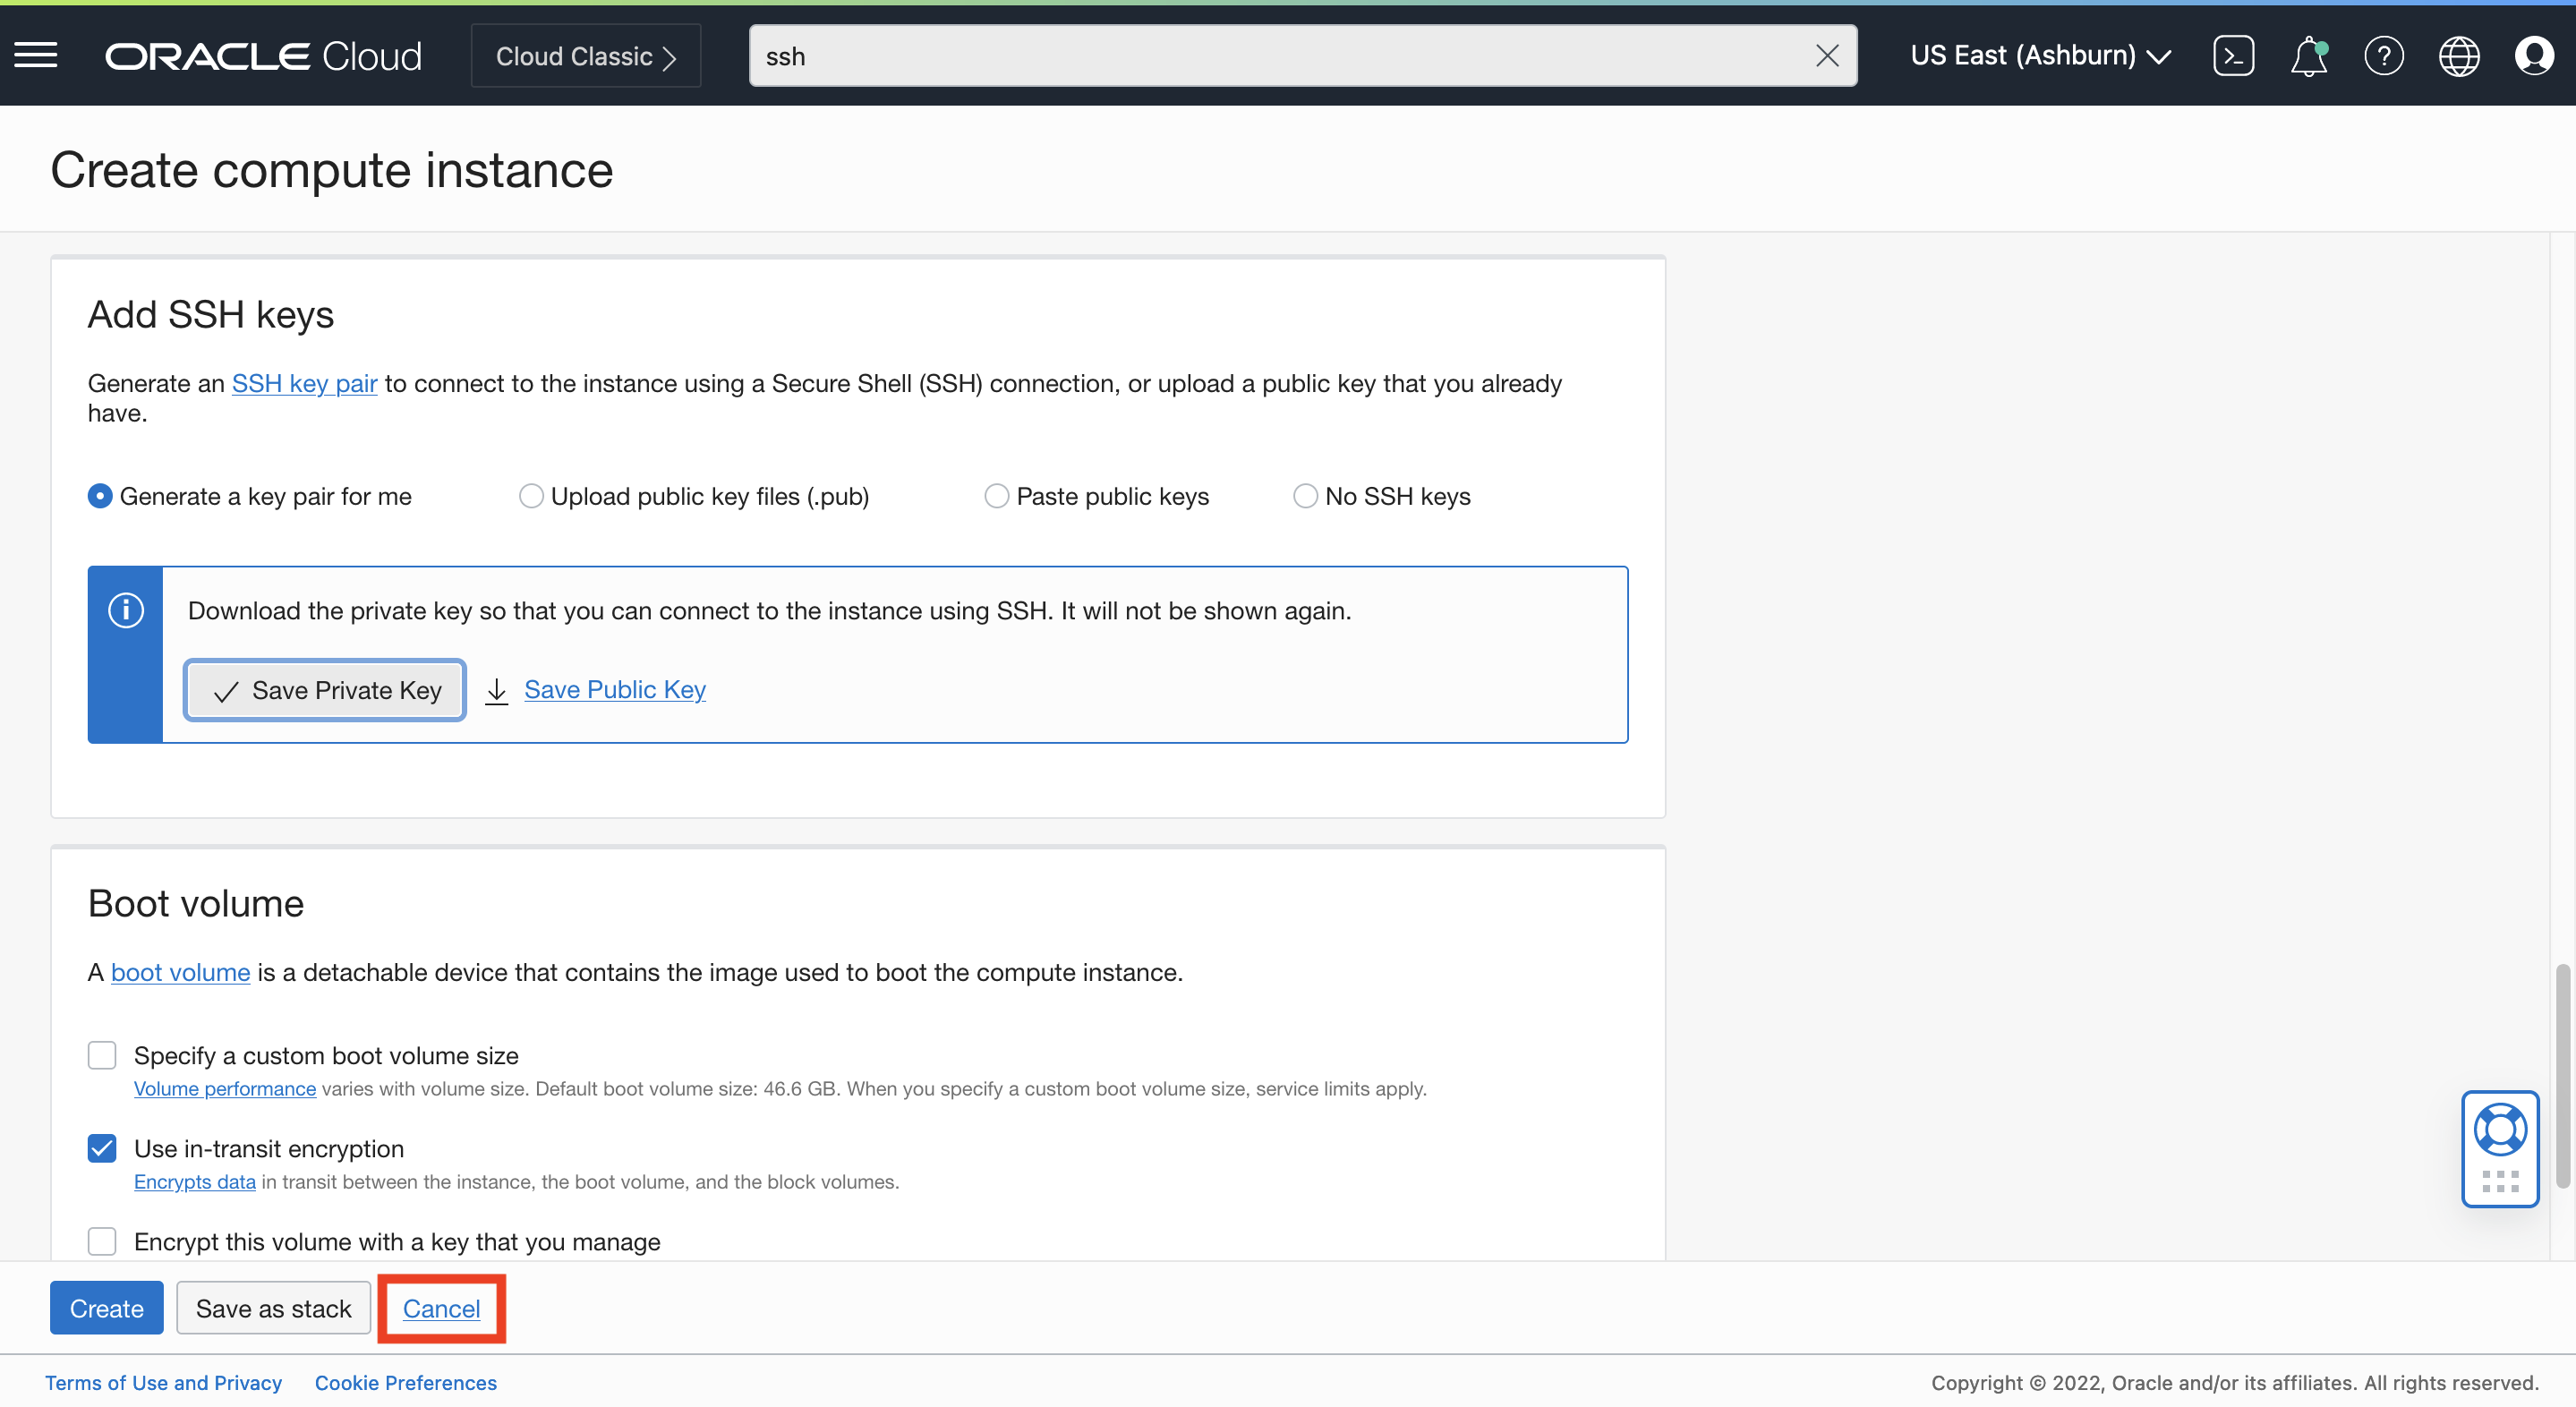 ORACLE Cloud
Cloud Classic
ssh
US East (Ashburn)
Create compute instance
Add SSH keys
Generate an SSH key pair to connect to the instance using a Secure Shell (SSH) connection, or upload a public key that you already
have.
Generate a key pair for me
Upload public key files (.pub)
Paste public keys
No SSH keys
Download the private key so that you can connect to the instance using SSH. It will not be shown again.
Save Private Key
Save Public Key
Boot volume
A boot volume is a detachable device that contains the image used to boot the compute instance.
Specify a custom boot volume size
Volume performance varies with volume size. Default boot volume size: 46.6 GB. When you specify a custom boot volume size, service limits apply.
Use in-transit encryption
Encrypts data in transit between the instance, the boot volume, and the block volumes.
Encrypt this volume with a key that you manage
Create
Save as stack
Cancel
Terms of Use and Privacy
Cookie Preferences
Copyright © 2022, Oracle and/or its affiliates. All rights reserved.